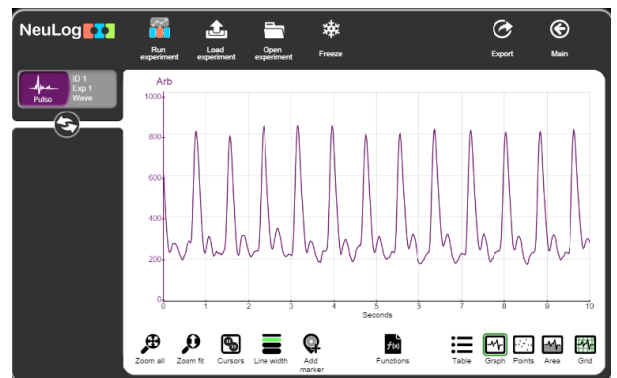 NeuLog
Run
experiment
Load
experiment
Open
experiment
Freeze
Export
Main
Pulso
ID 1
Exp 1
Wave
Arb
1000
800
600
400
200
0
0 1 2 3 4 5 6 7 8 9 10
Seconds
Zoom all
Zoom fit
Cursors
Line width
Add
marker
f(x)
Functions
Table
Graph
Points
Area
Grid